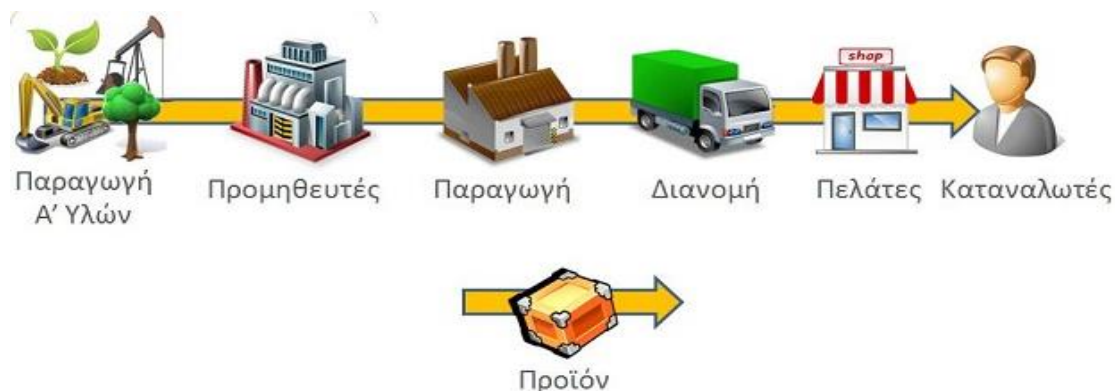 shop
Παραγωγή
Α' Υλών
Προμηθευτές
Παραγωγή
Διανομή
Πελάτες
Καταναλωτές
Προϊόν